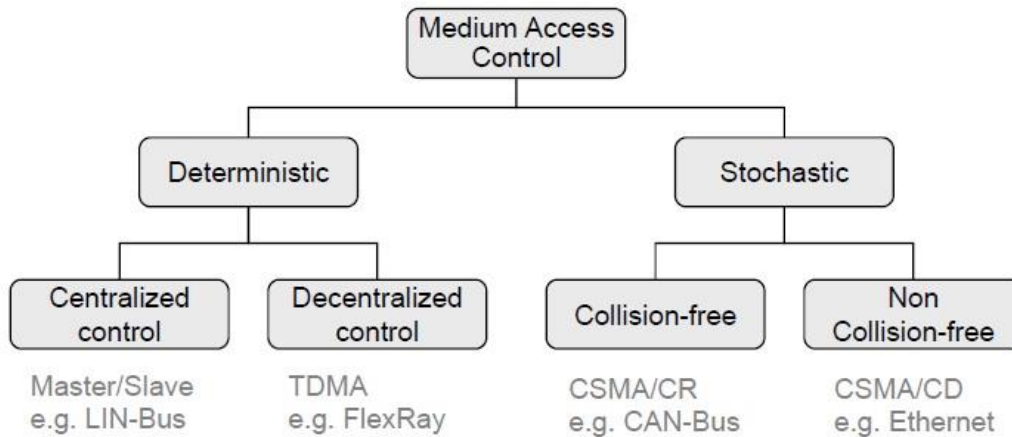 Medium Access
Control
Deterministic
Stochastic
Centralized
control
Decentralized
control
Collision-free
Non
Collision-free
Master/Slave
e.g. LIN-Bus
TDMA
e.g. FlexRay
CSMA/CR
e.g. CAN-Bus
CSMA/CD
e.g. Ethernet